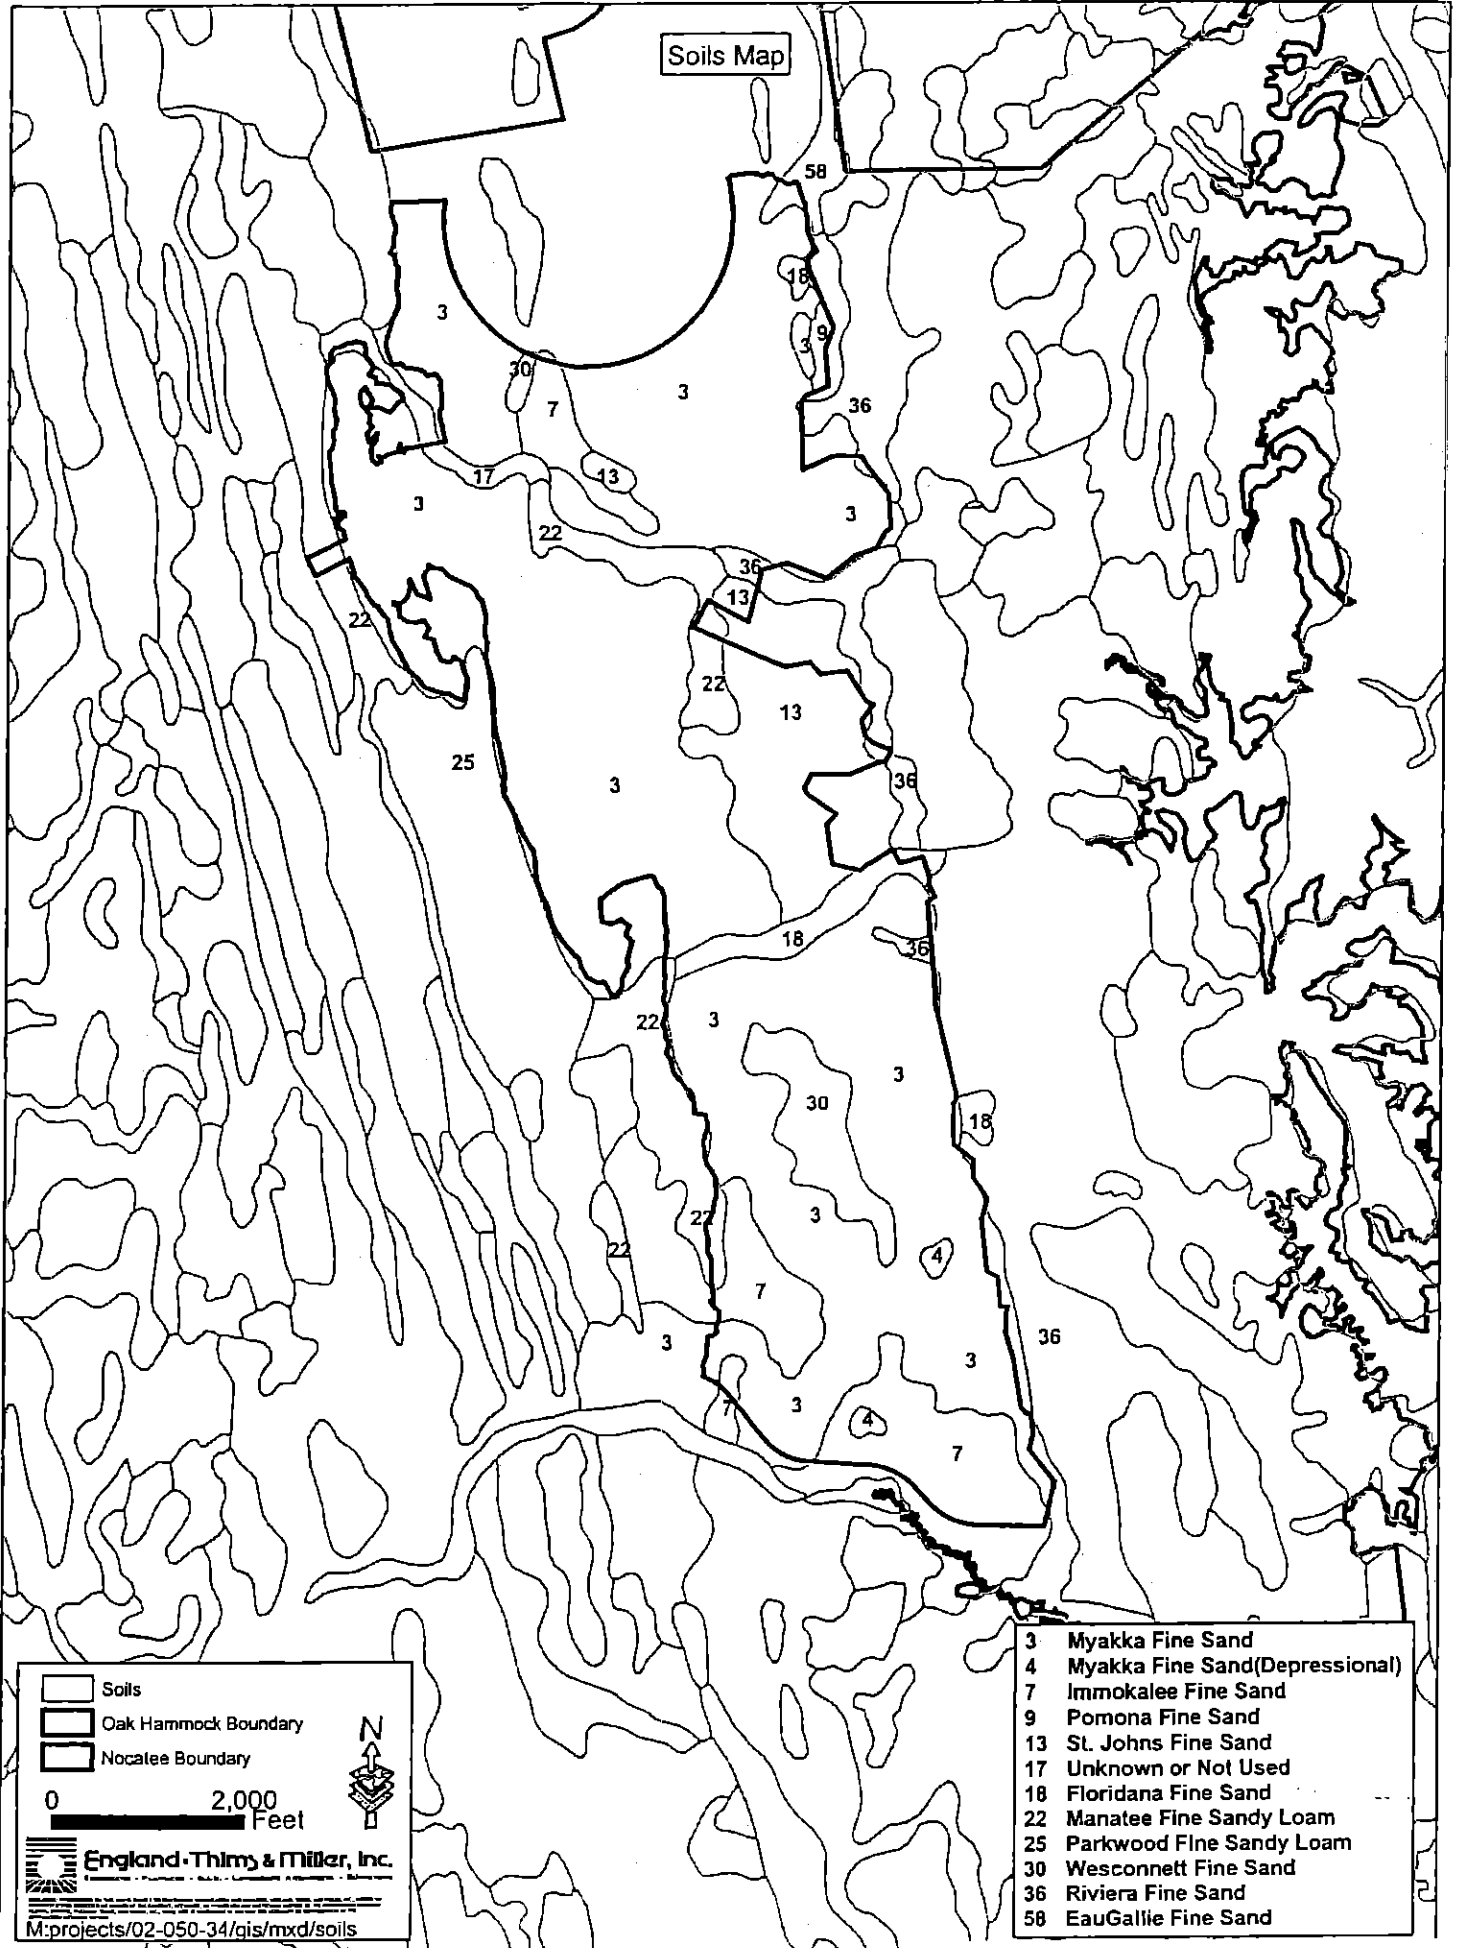 Soils Map
58
18
3
9
3
30
3
7
36
17
13
3
3
22
36
13
22
22
13
25
3
36
18
36
22
3
3
30
18
22
3
22
4
7
3
36
3
7
3
4
7
Soils
Oak Hammock Boundary
Nocatee Boundary
N
0 2,000
Feet
England-Thims & Miller, Inc.
M:projects/02-050-34/gis/mxd/soils
3 Myakka Fine Sand
4 Myakka Fine Sand(Depressional)
7 Immokalee Fine Sand
9 Pomona Fine Sand
13 St. Johns Fine Sand
17 Unknown or Not Used
18 Floridana Fine Sand
22 Manatee Fine Sandy Loam
25 Parkwood Fine Sandy Loam
30 Wesconnett Fine Sand
36 Riviera Fine Sand
58 EauGallie Fine Sand